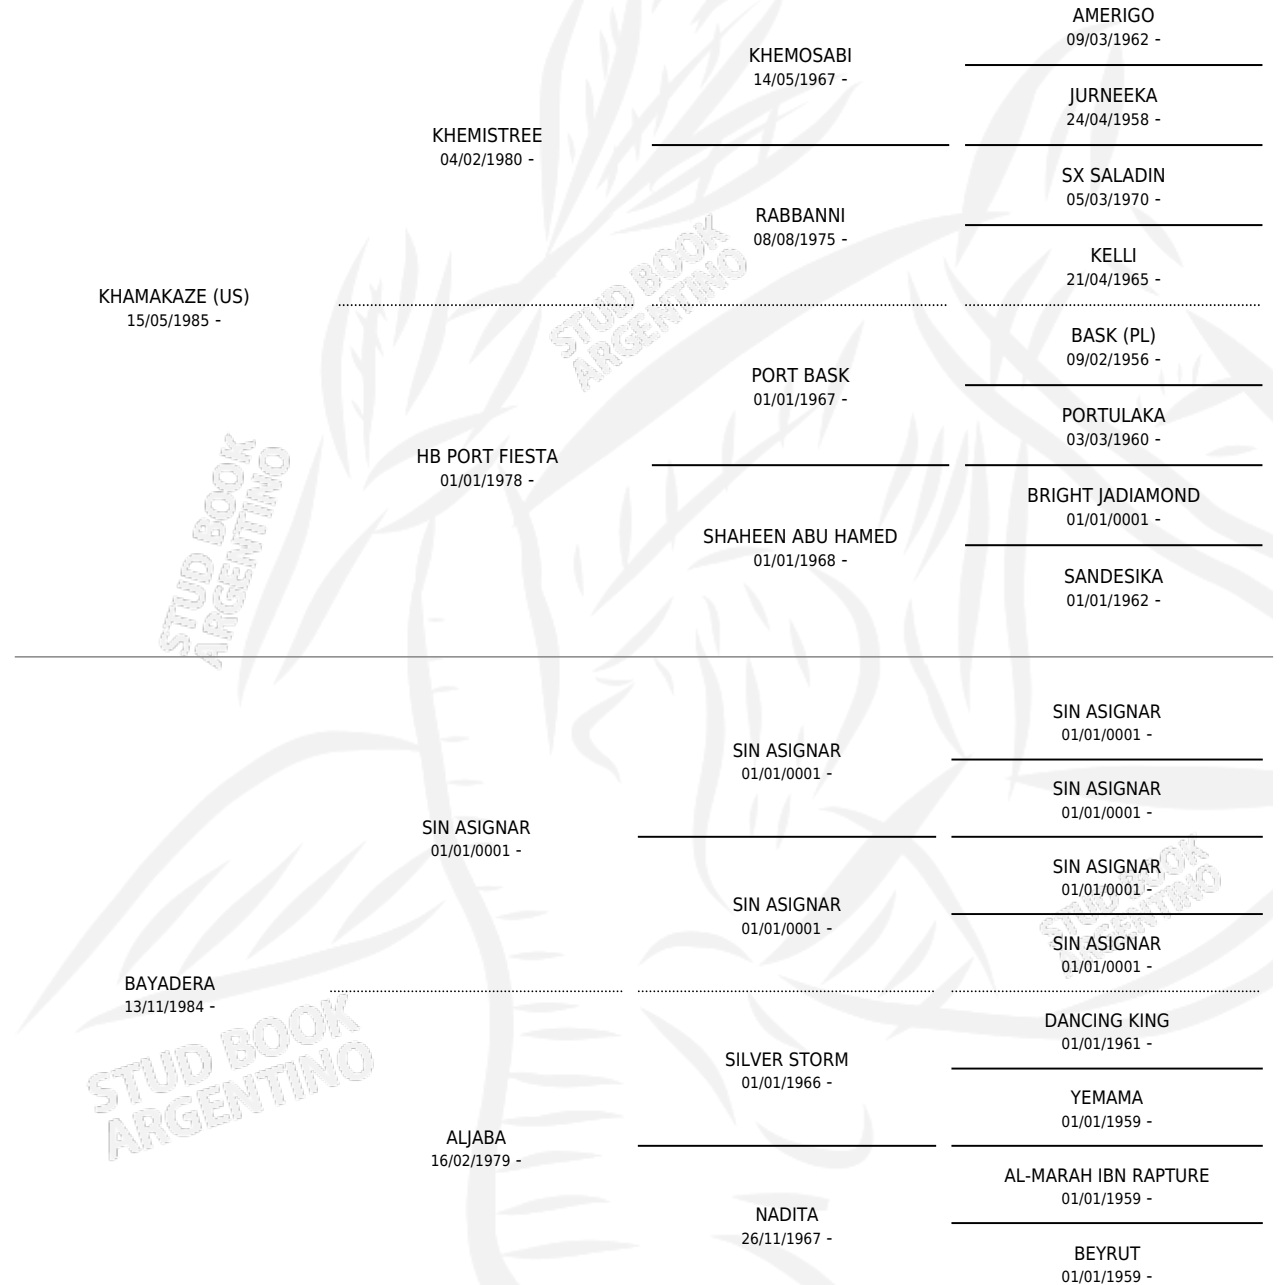 AMERIGO
09/03/1962 -
KHEMOSABI
14/05/1967 -
JURNEEKA
24/04/1958 -
KHEMISTREE
04/02/1980 -
SX SALADIN
05/03/1970 -
RABBANNI
08/08/1975 -
KELLI
21/04/1965 -
KHAMAKAZE (US)
15/05/1985 -
BASK (PL)
09/02/1956 -
PORT BASK
01/01/1967 -
PORTULAKA
03/03/1960 -
HB PORT FIESTA
01/01/1978 -
BRIGHT JADIAMOND
01/01/0001 -
SHAHEEN ABU HAMED
01/01/1968 -
SANDESIKA
01/01/1962 -
SIN ASIGNAR
01/01/0001 -
SIN ASIGNAR
01/01/0001 -
SIN ASIGNAR
01/01/0001 -
SIN ASIGNAR
01/01/0001 -
SIN ASIGNAR
01/01/0001 -
SIN ASIGNAR
01/01/0001 -
SIN ASIGNAR
01/01/0001 -
BAYADERA
13/11/1984 -
DANCING KING
01/01/1961 -
SILVER STORM
01/01/1966 -
YEMAMA
01/01/1959 -
ALJABA
16/02/1979 -
AL-MARAH IBN RAPTURE
01/01/1959 -
NADITA
26/11/1967 -
BEYRUT
01/01/1959 -
STUD BOOK
ARGENTINO
STUD BOOK
ARGENTINO
STUD BOOK
ARGENTINO
STUD BOOK
ARGENTINO